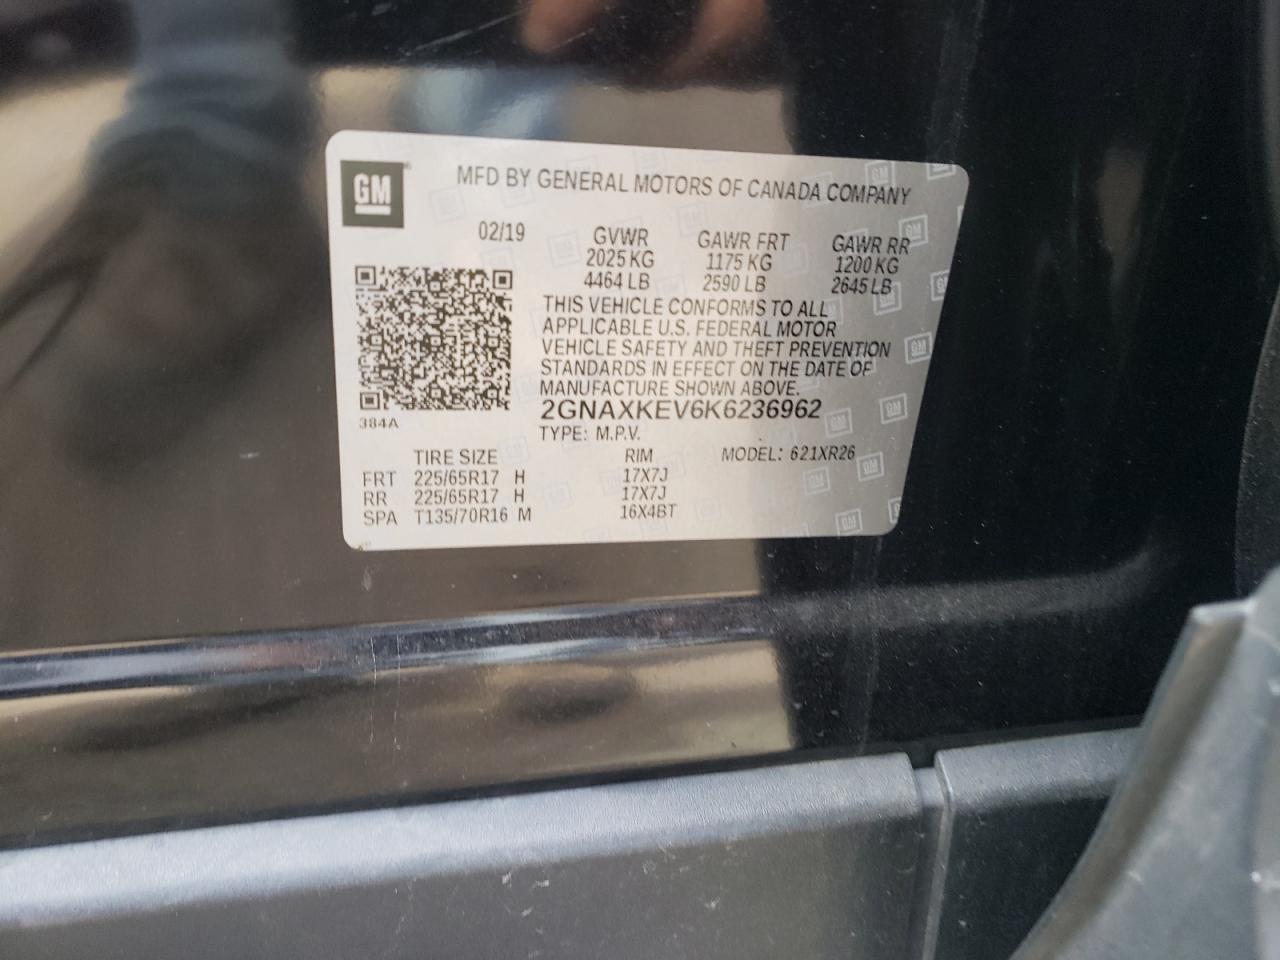 GM
MFD BY GENERAL MOTORS OF CANADA COMPANY
02/19 GVWR GAWR FRT GAWR RR
2025 KG 1175 KG 1200 KG
4464 LB 2590 LB 2645 LB
THIS VEHICLE CONFORMS TO ALL
APPLICABLE U.S. FEDERAL MOTOR
VEHICLE SAFETY AND THEFT PREVENTION
STANDARDS IN EFFECT ON THE DATE OF
MANUFACTURE SHOWN ABOVE.
2GNAXKEV6K6236962
384A
TYPE: M.P.V.
TIRE SIZE RIM MODEL: 621XR26
FRT 225/65R17 H 17X7J
RR 225/65R17 H 17X7J
SPA T135/70R16 M 16X4BT